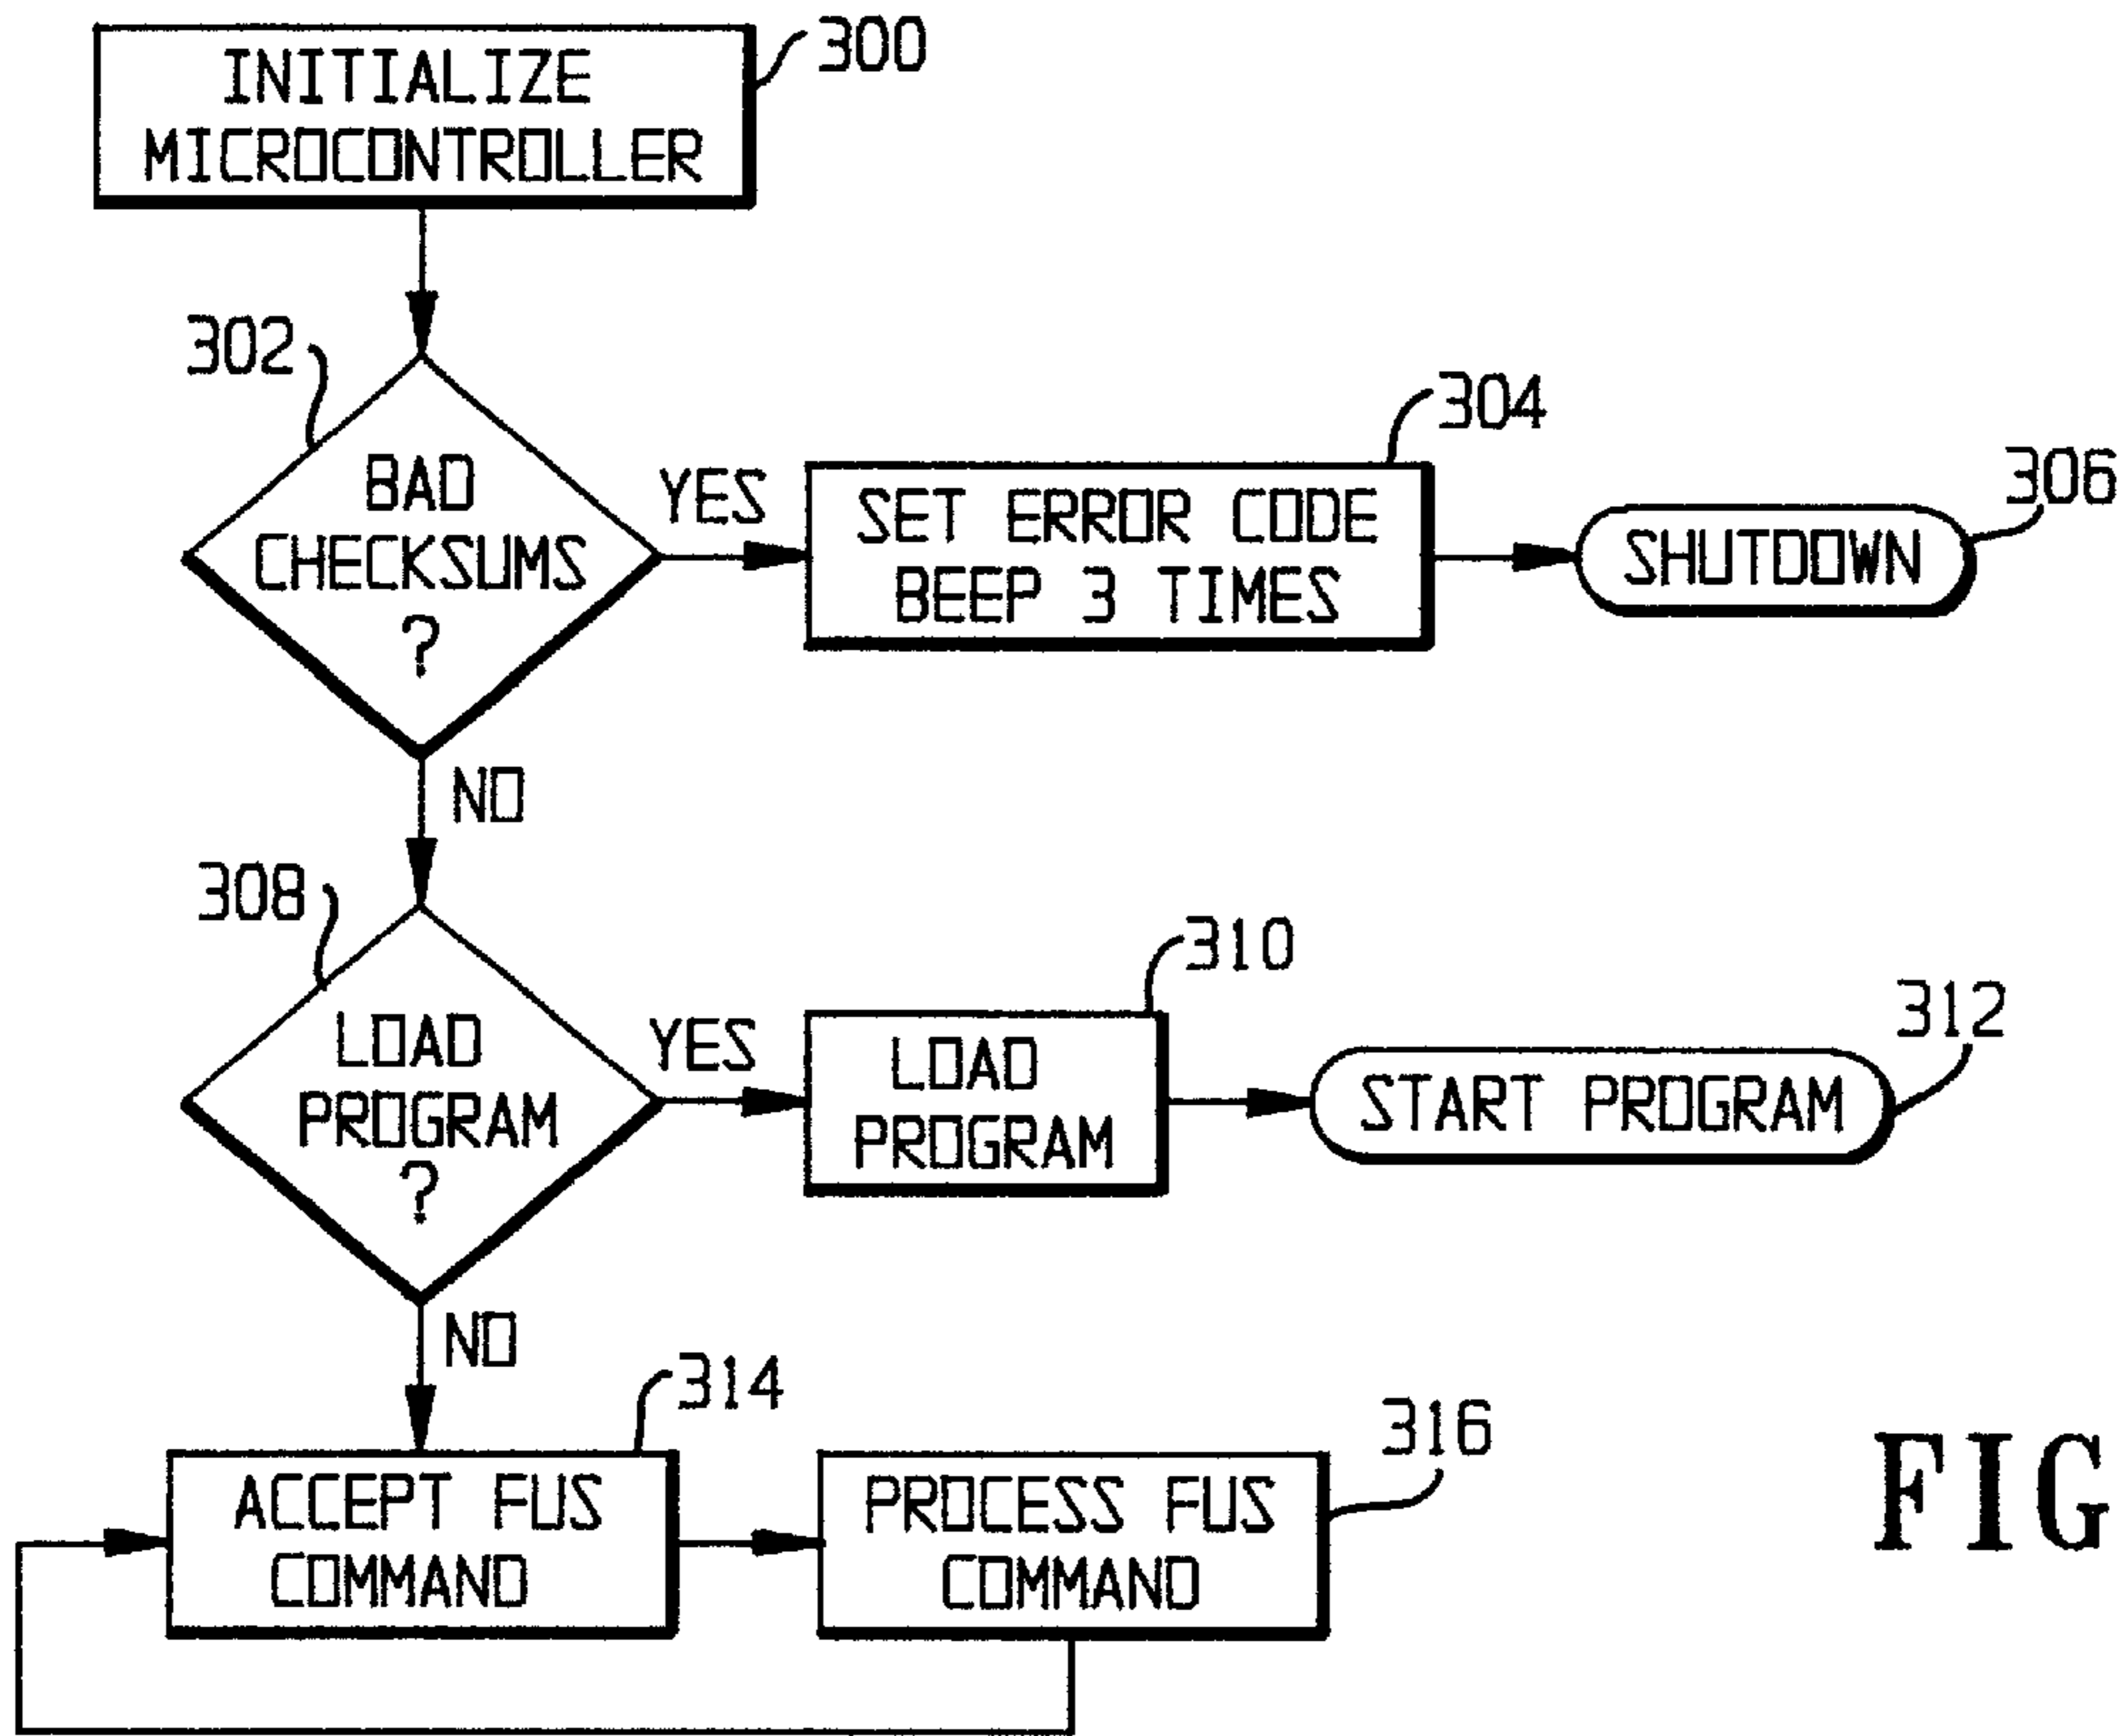 INITIALIZE
MICROCONTROLLER
300
302
BAD
CHECKSUMS
?
YES
304
SET ERROR CODE
BEEP 3 TIMES
306
SHUTDOWN
NO
308
LOAD
PROGRAM
?
YES
310
LOAD
PROGRAM
312
START PROGRAM
NO
314
ACCEPT FUS
COMMAND
316
PROCESS FUS
COMMAND
FIG